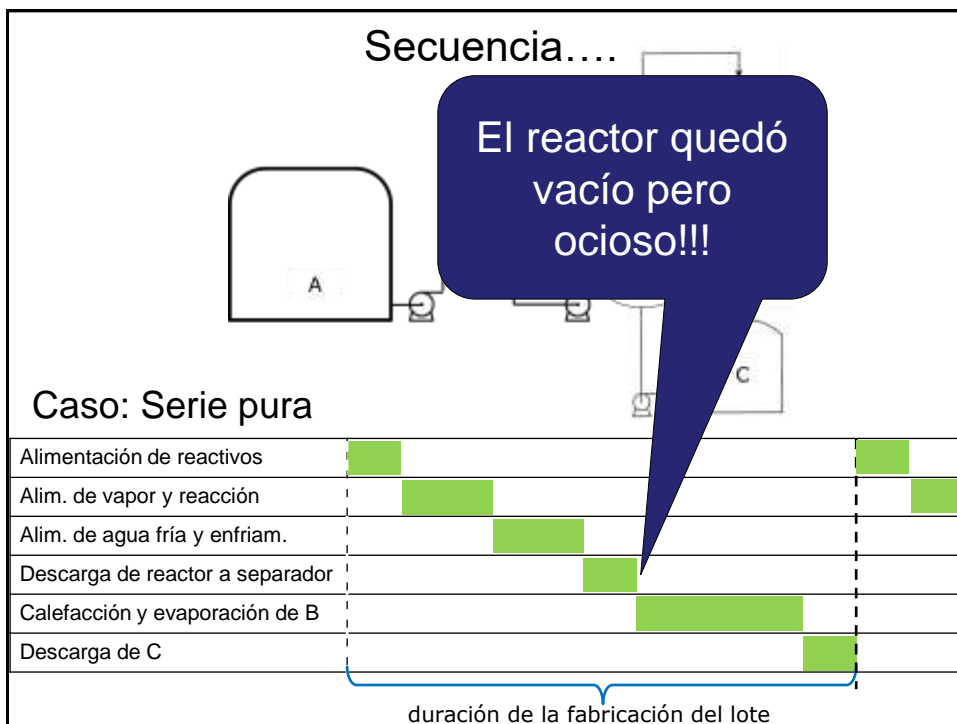 Secuencia….
El reactor quedó
vacío pero
ocioso!!!
A
C
Caso: Serie pura
Alimentación de reactivos
Alim. de vapor y reacción
Alim. de agua fría y enfriam.
Descarga de reactor a separador
Calefacción y evaporación de B
Descarga de C
duración de la fabricación del lote